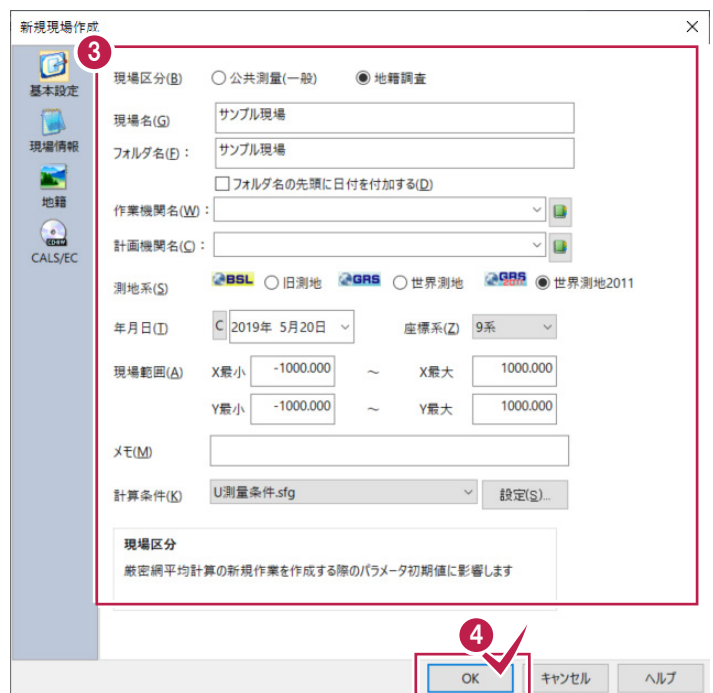 新規現場作成
3
基本設定
現場情報
地籍
CALS/EC
現場区分(B) 公共測量(一般) 地籍調査
現場名(G) サンプル現場
フォルダ名(F)： サンプル現場
フォルダ名の先頭に日付を付加する(D)
作業機関名(W)：
計画機関名(C)：
測地系(S) BSL 旧測地 GRS 世界測地 GRS 2011 世界測地2011
年月日(T) C 2019年 5月20日 座標系(Z) 9系
現場範囲(A) X最小 -1000.000 ～ X最大 1000.000
Y最小 -1000.000 ～ Y最大 1000.000
メモ(M)
計算条件(K) U測量条件.sfg 設定(S)...
現場区分
厳密網平均計算の新規作業を作成する際のパラメータ初期値に影響します
4
OK キャンセル ヘルプ